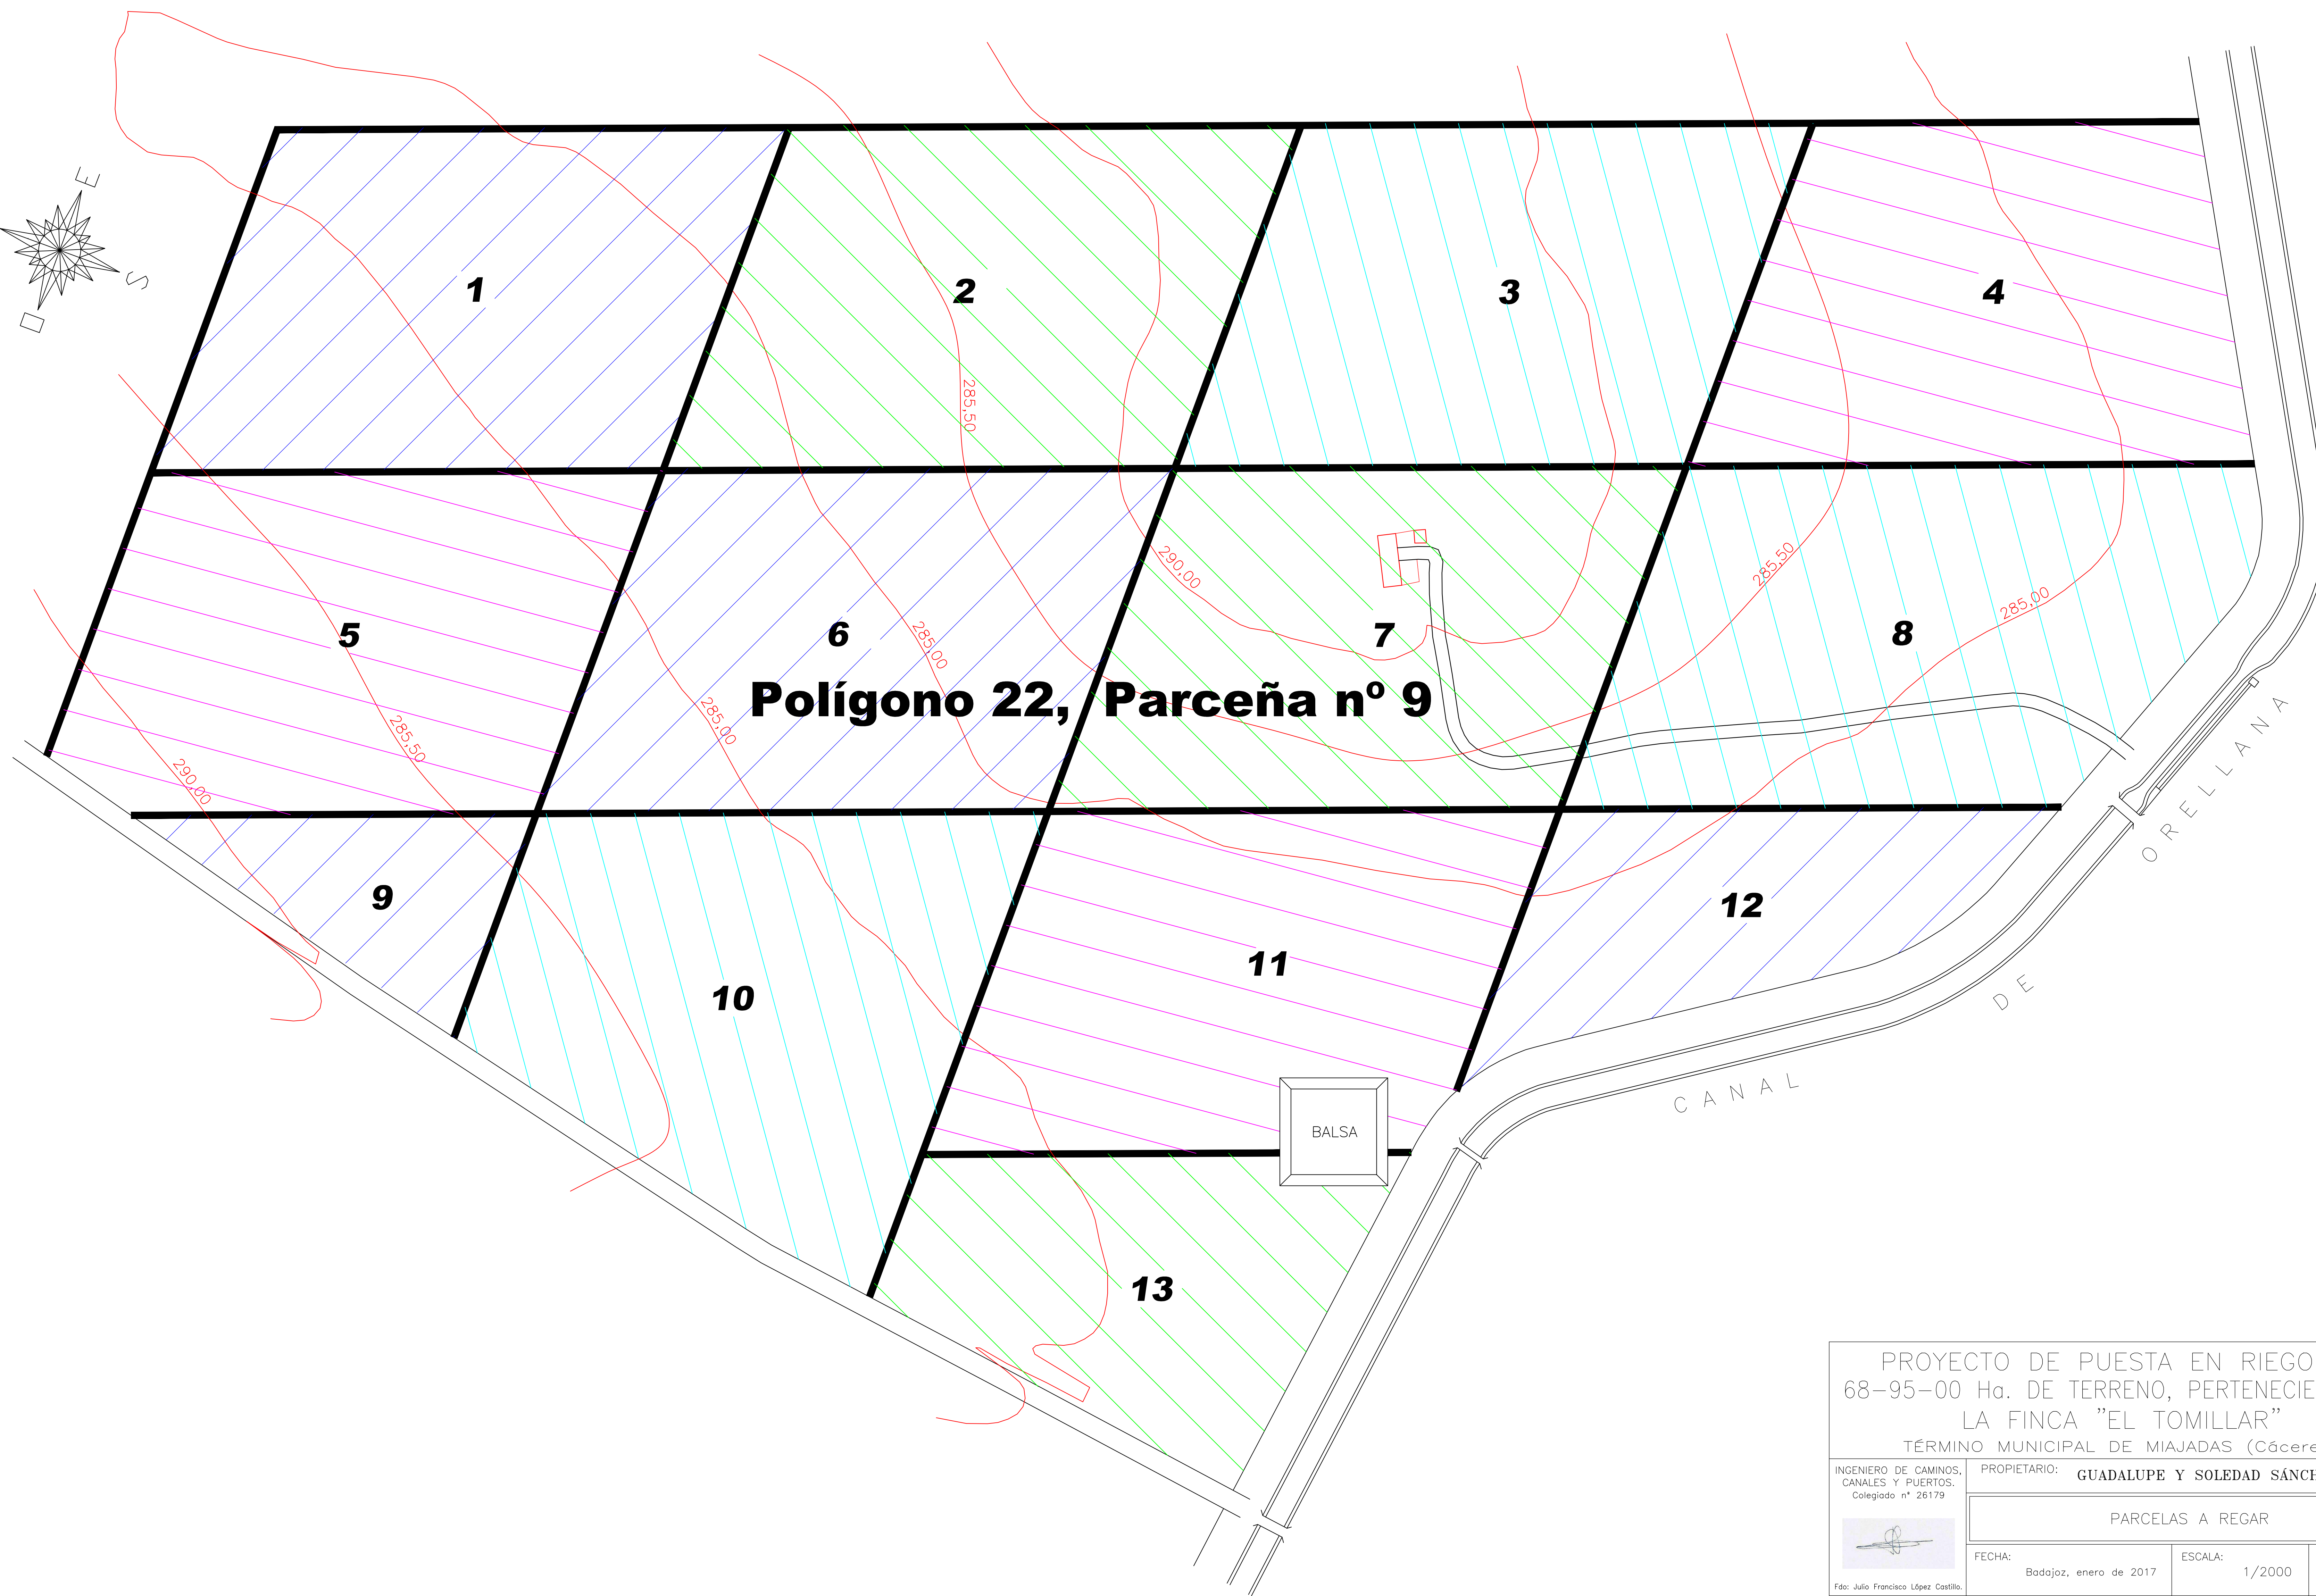 E
S
O
1
2
3
4
285,50
5
6
7
8
290,00
285,50
285,00
285,00
285,00
285,50
290,00
Polígono 22, Parceña nº 9
9
10
11
12
13
BALSA
CANAL DE ORELLANA
PROYECTO DE PUESTA EN RIEGO
68-95-00 Ha. DE TERRENO, PERTENECIE
LA FINCA "EL TOMILLAR"
TÉRMINO MUNICIPAL DE MIAJADAS (Cácere
INGENIERO DE CAMINOS,
CANALES Y PUERTOS.
Colegiado nº 26179
Fdo: Julio Francisco López Castillo.
PROPIETARIO: GUADALUPE Y SOLEDAD SÁNCH
PARCELAS A REGAR
FECHA:
Badajoz, enero de 2017
ESCALA:
1/2000